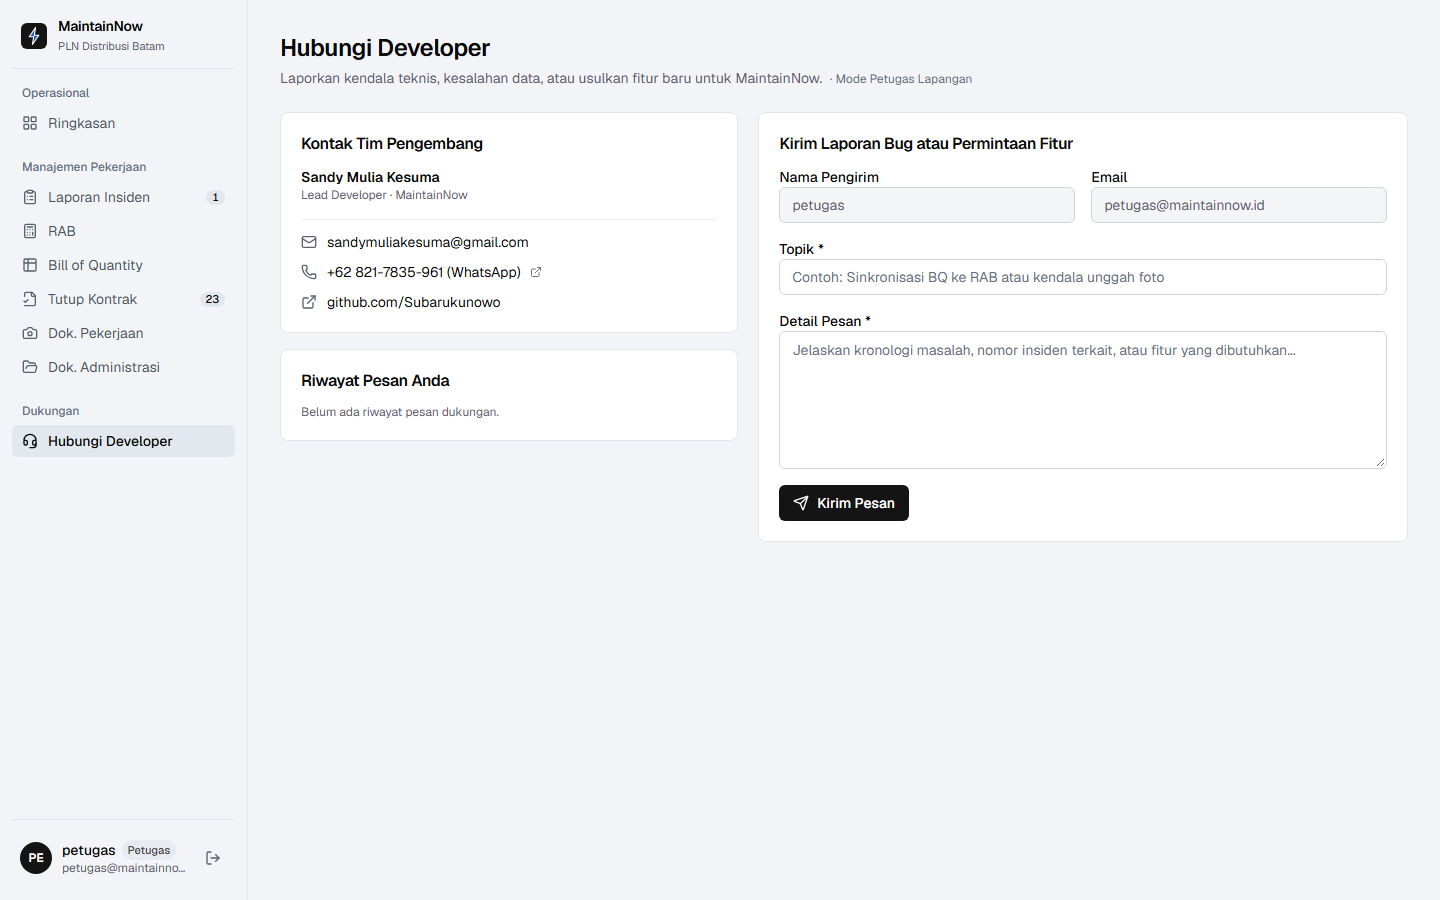 MaintainNow
PLN Distribusi Batam
Operasional
Ringkasan
Manajemen Pekerjaan
Laporan Insiden 1
RAB
Bill of Quantity
Tutup Kontrak 23
Dok. Pekerjaan
Dok. Administrasi
Dukungan
Hubungi Developer
PE
petugas Petugas
petugas@maintainno...
Hubungi Developer
Laporkan kendala teknis, kesalahan data, atau usulkan fitur baru untuk MaintainNow. · Mode Petugas Lapangan
Kontak Tim Pengembang
Sandy Mulia Kesuma
Lead Developer · MaintainNow
sandymuliakesuma@gmail.com
+62 821-7835-961 (WhatsApp)
github.com/Subarukunowo
Riwayat Pesan Anda
Belum ada riwayat pesan dukungan.
Kirim Laporan Bug atau Permintaan Fitur
Nama Pengirim
petugas
Email
petugas@maintainnow.id
Topik *
Contoh: Sinkronisasi BQ ke RAB atau kendala unggah foto
Detail Pesan *
Jelaskan kronologi masalah, nomor insiden terkait, atau fitur yang dibutuhkan...
Kirim Pesan